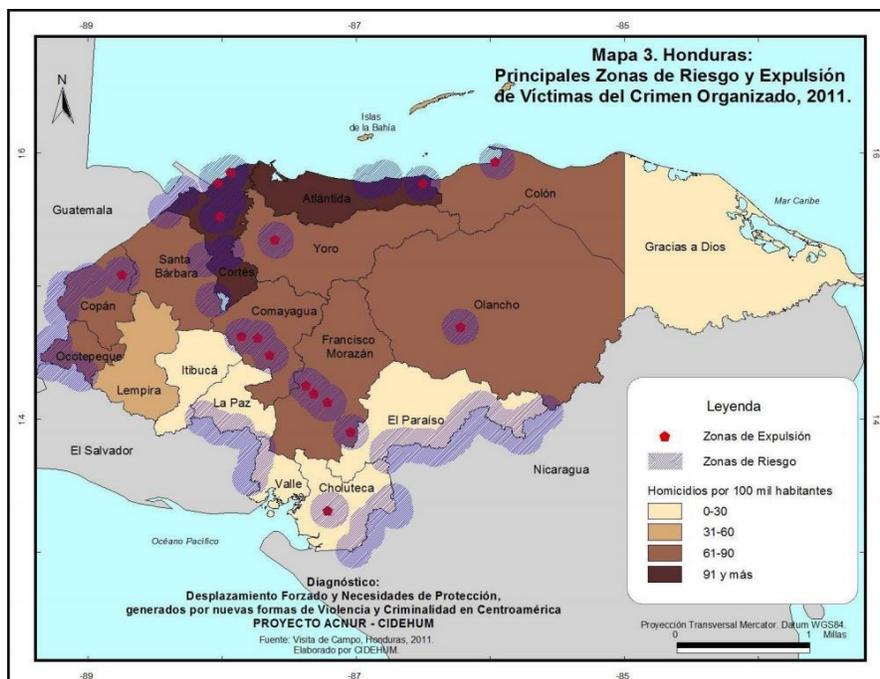 -89
-87
-85
Mapa 3. Honduras:
Principales Zonas de Riesgo y Expulsión
de Víctimas del Crimen Organizado, 2011.
N
Islas
de la Bahía
16
16
Guatemala
Atlántida
Colón
Mar Caribe
Yoro
Gracias a Dios
Santa
Bárbara
Cortés
Copán
Comayagua
Olancho
Francisco
Morazán
Ocotepeque
Itibucá
Lempira
La Paz
El Paraíso
14
14
El Salvador
Nicaragua
Valle
Choluteca
Océano Pacífico
Leyenda
Zonas de Expulsión
Zonas de Riesgo
Homicidios por 100 mil habitantes
0-30
31-60
61-90
91 y más
Diagnóstico:
Desplazamiento Forzado y Necesidades de Protección,
generados por nuevas formas de Violencia y Criminalidad en Centroamérica
PROYECTO ACNUR - CIDEHUM
Fuente: Visita de Campo, Honduras, 2011.
Elaborado por CIDEHUM.
Proyección Transversal Mercator. Datum WGS84.
0 1
Millas
-89
-87
-85